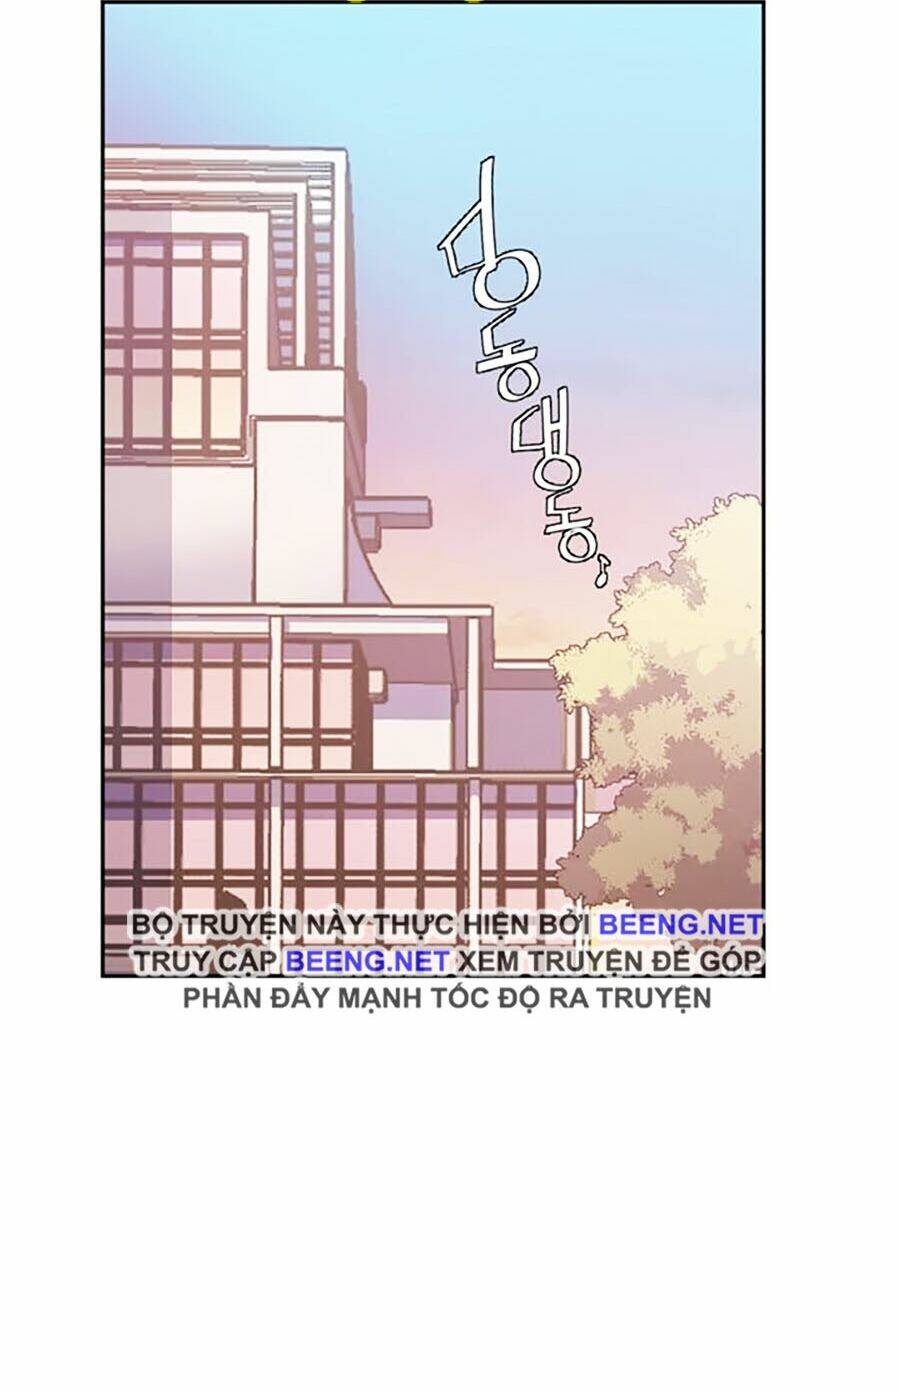 딩동댕동♪
BỘ TRUYỆN NÀY THỰC HIỆN BỞI BEENG.NET
TRUY CẬP BEENG.NET XEM TRUYỆN ĐỂ GÓP
PHẦN ĐẨY MẠNH TỐC ĐỘ RA TRUYỆN